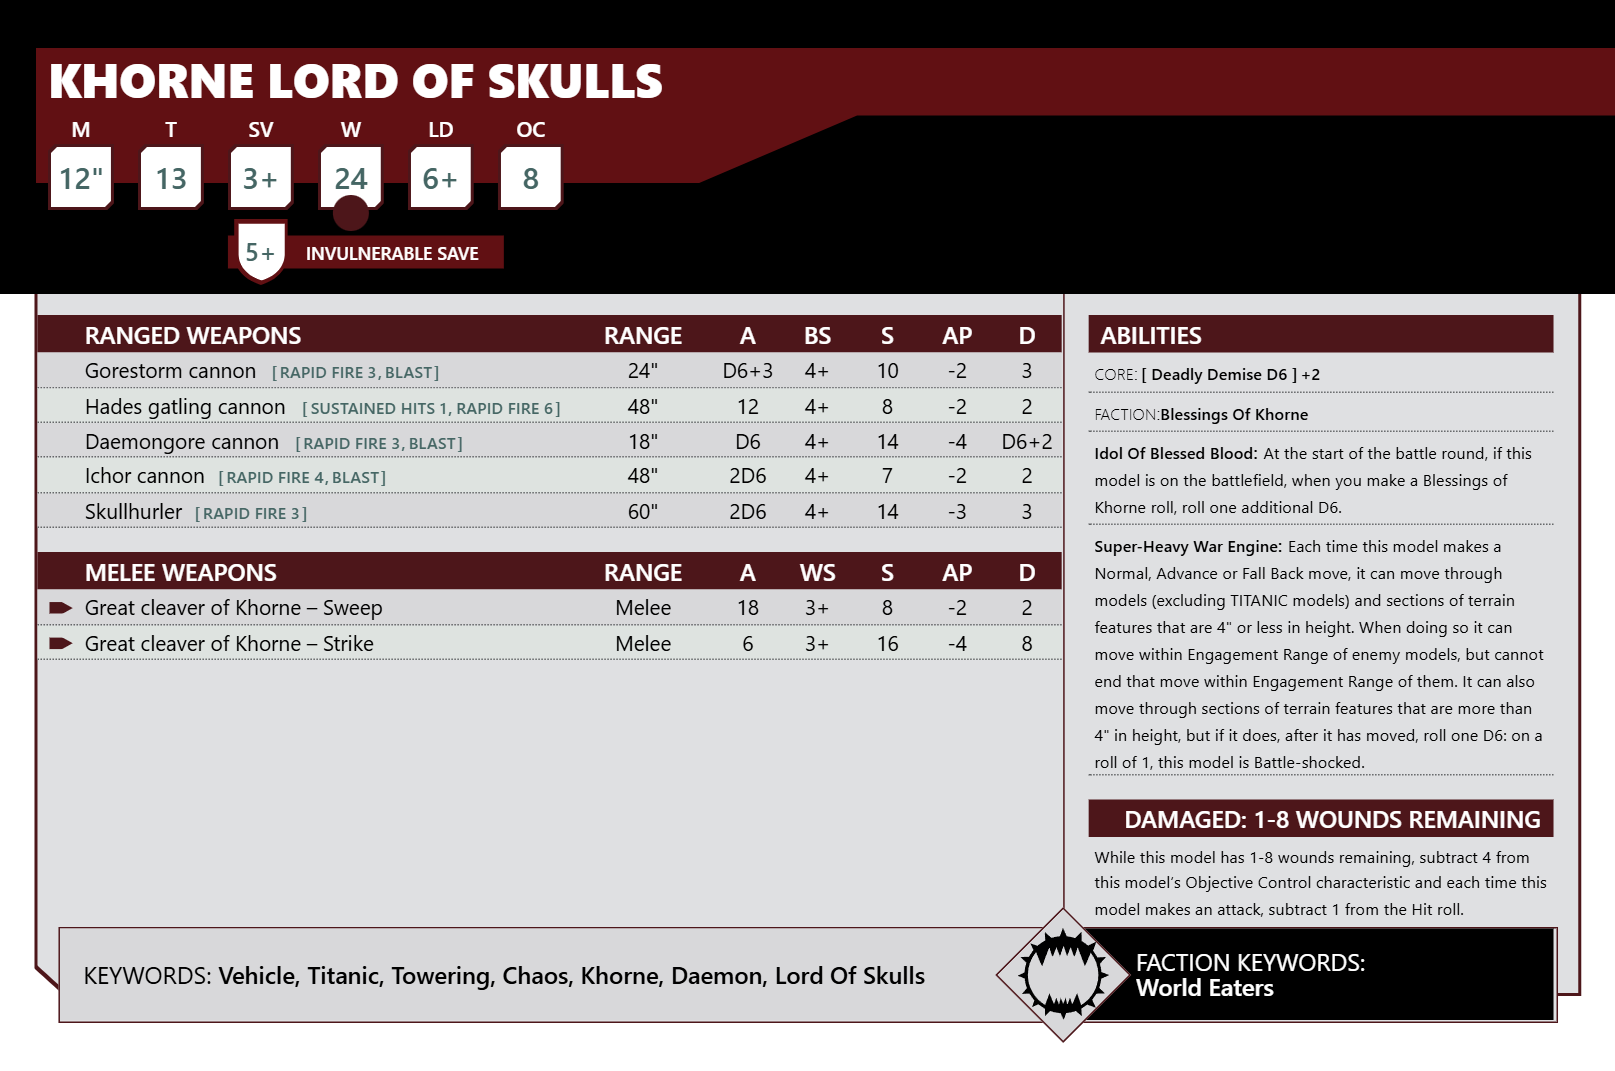 KHORNE LORD OF SKULLS
M T SV W LD OC
12" 13 3+ 24 6+ 8
5+ INVULNERABLE SAVE
RANGED WEAPONS RANGE A BS S AP D
Gorestorm cannon [RAPID FIRE 3, BLAST] 24" D6+3 4+ 10 -2 3
Hades gatling cannon [SUSTAINED HITS 1, RAPID FIRE 6] 48" 12 4+ 8 -2 2
Daemongore cannon [RAPID FIRE 3, BLAST] 18" D6 4+ 14 -4 D6+2
Ichor cannon [RAPID FIRE 4, BLAST] 48" 2D6 4+ 7 -2 2
Skullhurler [RAPID FIRE 3] 60" 2D6 4+ 14 -3 3
MELEE WEAPONS RANGE A WS S AP D
Great cleaver of Khorne – Sweep Melee 18 3+ 8 -2 2
Great cleaver of Khorne – Strike Melee 6 3+ 16 -4 8
ABILITIES
CORE: [ Deadly Demise D6 ] +2
FACTION:Blessings Of Khorne
Idol Of Blessed Blood: At the start of the battle round, if this
model is on the battlefield, when you make a Blessings of
Khorne roll, roll one additional D6.
Super-Heavy War Engine: Each time this model makes a
Normal, Advance or Fall Back move, it can move through
models (excluding TITANIC models) and sections of terrain
features that are 4" or less in height. When doing so it can
move within Engagement Range of enemy models, but cannot
end that move within Engagement Range of them. It can also
move through sections of terrain features that are more than
4" in height, but if it does, after it has moved, roll one D6: on a
roll of 1, this model is Battle-shocked.
DAMAGED: 1-8 WOUNDS REMAINING
While this model has 1-8 wounds remaining, subtract 4 from
this model’s Objective Control characteristic and each time this
model makes an attack, subtract 1 from the Hit roll.
KEYWORDS: Vehicle, Titanic, Towering, Chaos, Khorne, Daemon, Lord Of Skulls
FACTION KEYWORDS:
World Eaters